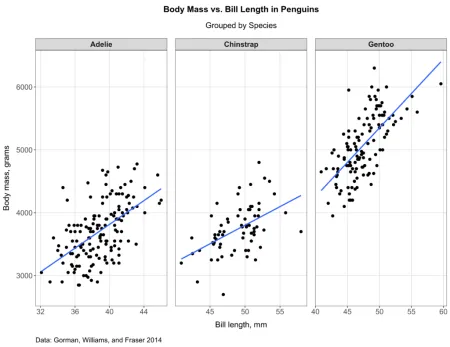 Body Mass vs. Bill Length in Penguins
Grouped by Species
Adelie Chinstrap Gentoo
Body mass, grams
6000
5000
4000
3000
32 36 40 44 45 50 55 40 45 50 55 60
Bill length, mm
Data: Gorman, Williams, and Fraser 2014